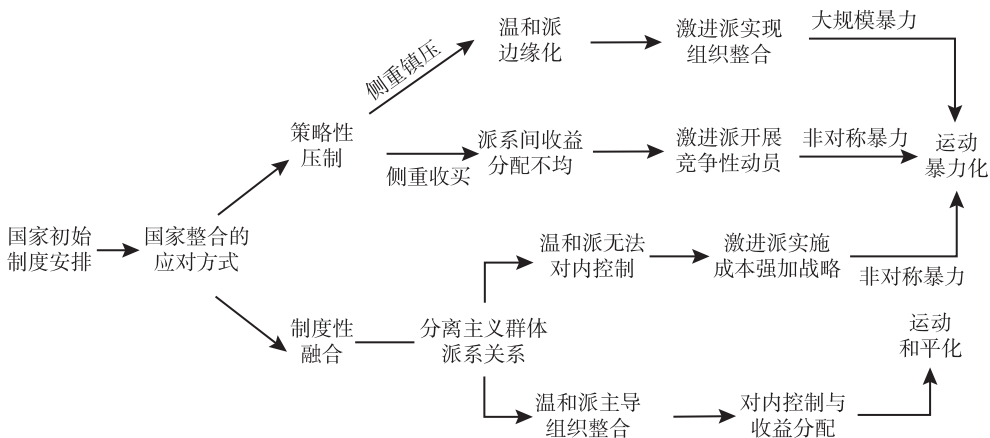 温和派
边缘化
激进派实现
组织整合
大规模暴力
侧重镇压
策略性
压制
派系间收益
分配不均
激进派开展
竞争性动员
非对称暴力
运动
暴力化
侧重收买
国家初始
制度安排
国家整合的
应对方式
温和派无法
对内控制
激进派实施
成本强加战略
非对称暴力
制度性
融合
分离主义群体
派系关系
运动
和平化
温和派主导
组织整合
对内控制与
收益分配